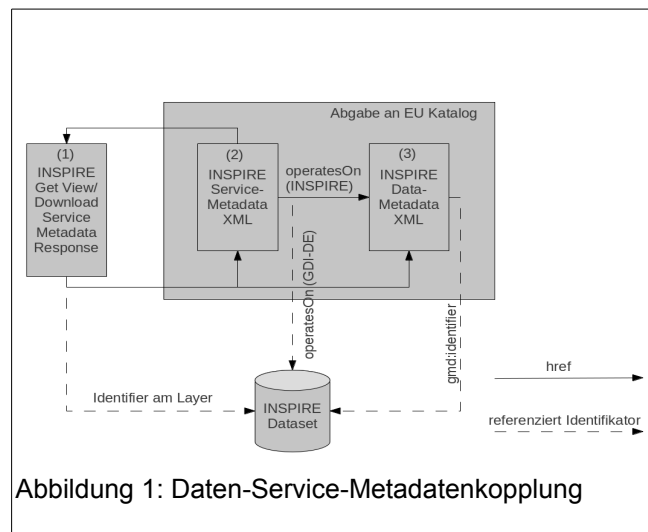 Abgabe an EU Katalog
(1)
INSPIRE
Get View/
Download
Service
Metadata
Response
(2)
INSPIRE
Service-
Metadata
XML
operatesOn
(INSPIRE)
(3)
INSPIRE
Data-
Metadata
XML
operatesOn (GDI-DE)
gmd:identifier
Identifier am Layer
INSPIRE
Dataset
href
referenziert Identifikator
Abbildung 1: Daten-Service-Metadatenkopplung